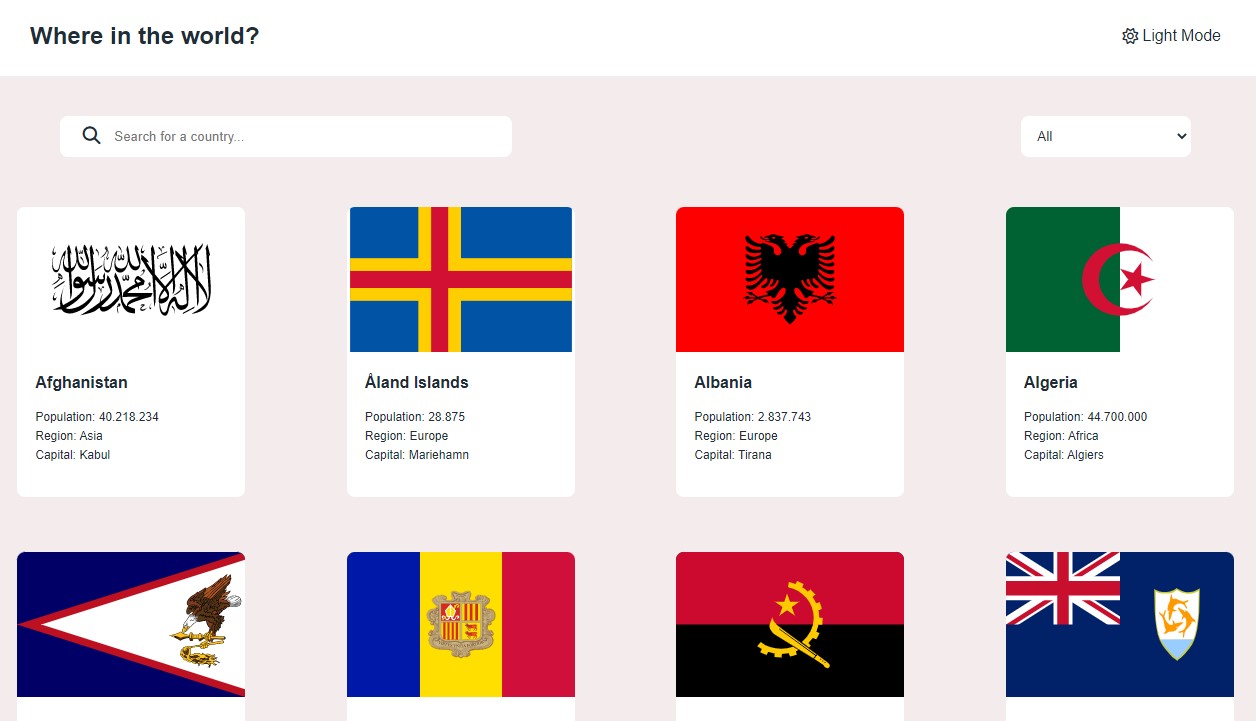 Where in the world?
Light Mode
Search for a country...
All
لا إله إلا الله محمد رسول الله
Afghanistan
Population: 40.218.234
Region: Asia
Capital: Kabul
Åland Islands
Population: 28.875
Region: Europe
Capital: Mariehamn
Albania
Population: 2.837.743
Region: Europe
Capital: Tirana
Algeria
Population: 44.700.000
Region: Africa
Capital: Algiers